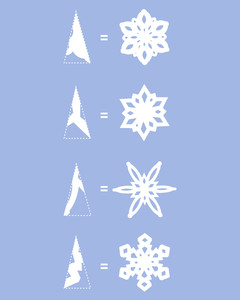 =
=
=
=